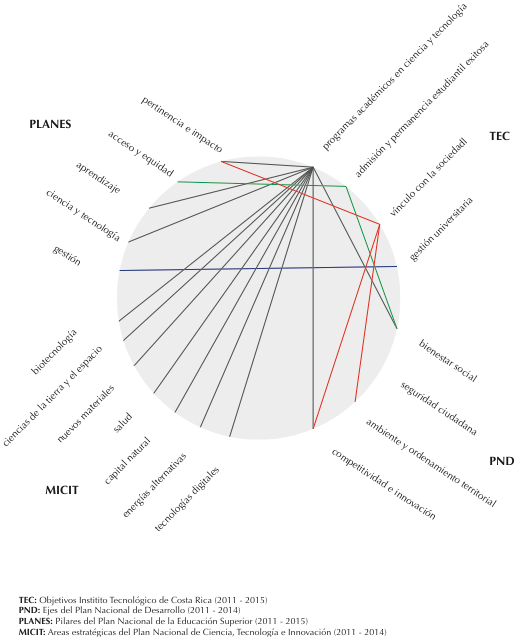 programas académicos en ciencia y tecnología
admisión y permanencia estudiantil exitosa
TEC
vínculo con la sociedadl
gestión universitaria
PLANES
pertinencia e impacto
acceso y equidad
aprendizaje
ciencia y tecnología
gestión
biotecnología
ciencias de la tierra y el espacio
nuevos materiales
salud
capital natural
energías alternativas
tecnologías digitales
MICIT
bienestar social
seguridad ciudadana
ambiente y ordenamiento territorial
competitividad e innovación
PND
TEC: Objetivos Institito Tecnológico de Costa Rica (2011 - 2015)
PND: Ejes del Plan Nacional de Desarrollo (2011 - 2014)
PLANES: Pilares del Plan Nacional de la Educación Superior (2011 - 2015)
MICIT: Areas estratégicas del Plan Nacional de Ciencia, Tecnología e Innovación (2011 - 2014)